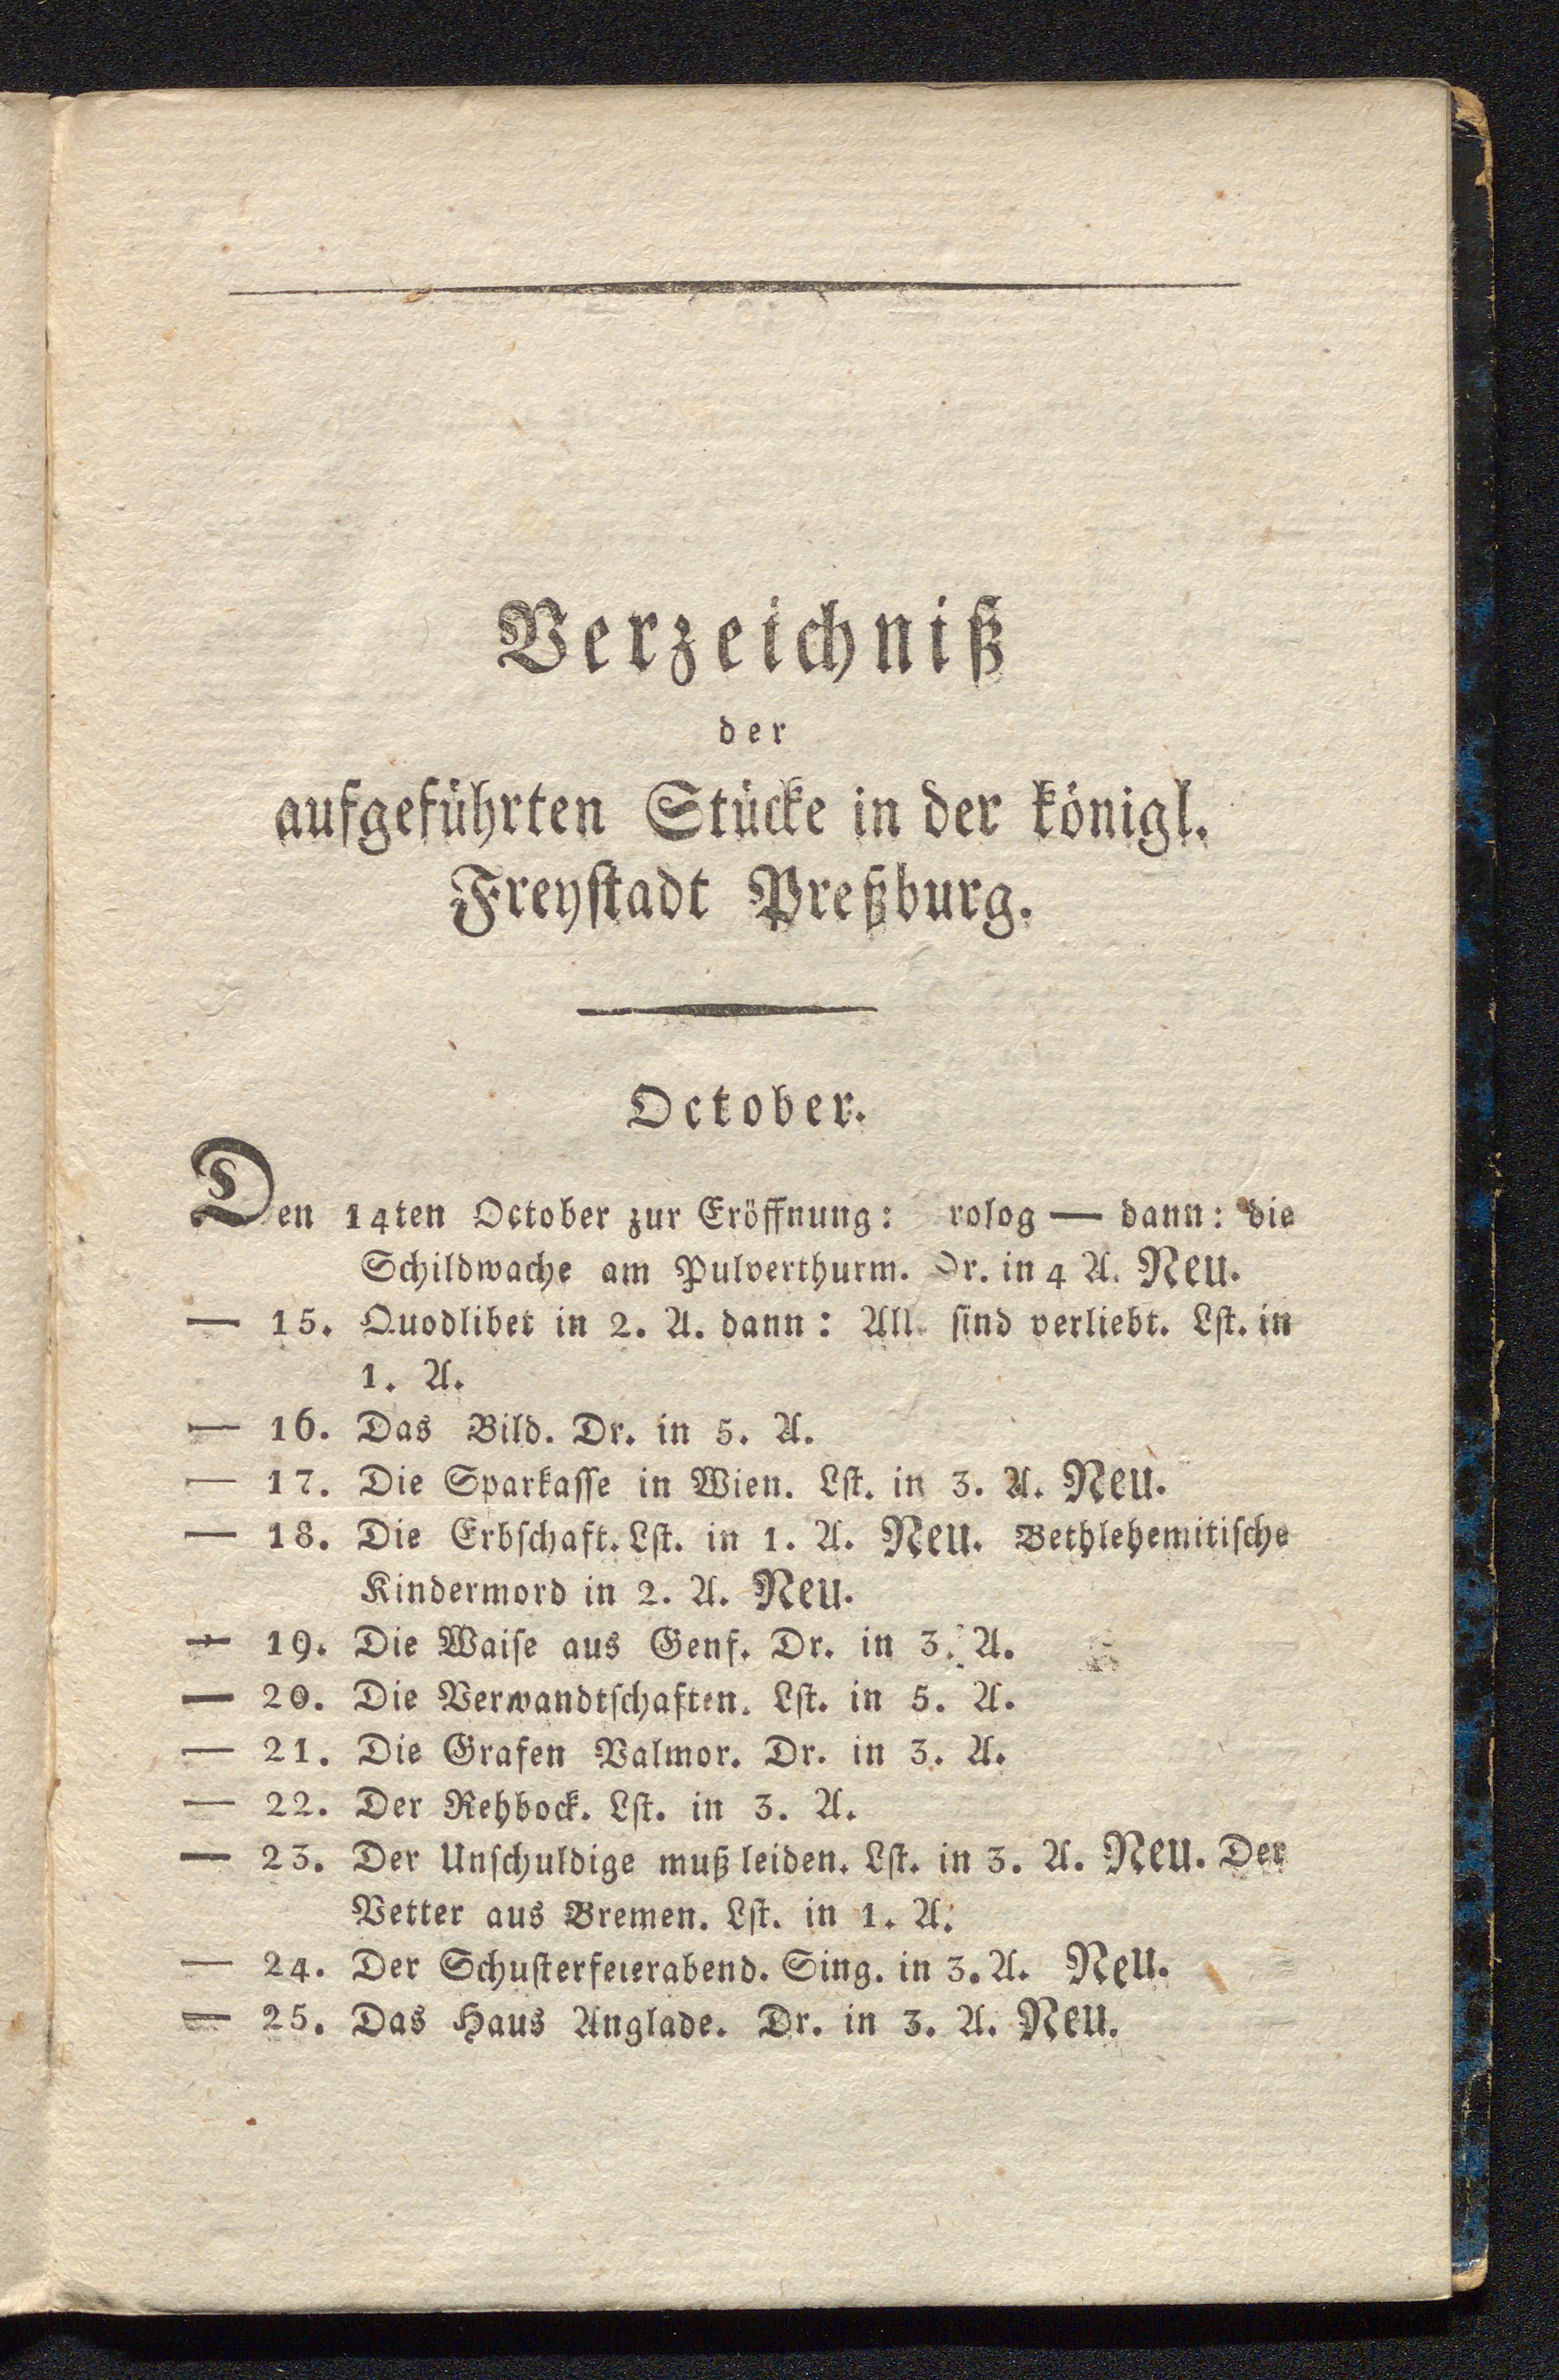 Verzeichniß
der
aufgeführten Stücke in der königl.
Freystadt Preßburg.
October.
Den 14ten October zur Eröffnung: rolog — dann: die
Schildwache am Pulverthurm. Dr. in 4 A. Neu.
— 15. Quodlibet in 2. A. dann: All sind verliebt. Lst. in
1. A.
— 16. Das Bild. Dr. in 5. A.
— 17. Die Sparkasse in Wien. Lst. in 3. A. Neu.
— 18. Die Erbschaft. Lst. in 1. A. Neu. Bethlehemitische
Kindermord in 2. A. Neu.
— 19. Die Waise aus Genf. Dr. in 3. A.
— 20. Die Verwandtschaften. Lst. in 5. A.
— 21. Die Grafen Valmor. Dr. in 3. A.
— 22. Der Rehbock. Lst. in 3. A.
— 23. Der Unschuldige muß leiden. Lst. in 3. A. Neu. Der
Vetter aus Bremen. Lst. in 1. A.
— 24. Der Schusterfeierabend. Sing. in 3. A. Neu.
— 25. Das Haus Anglade. Dr. in 3. A. Neu.